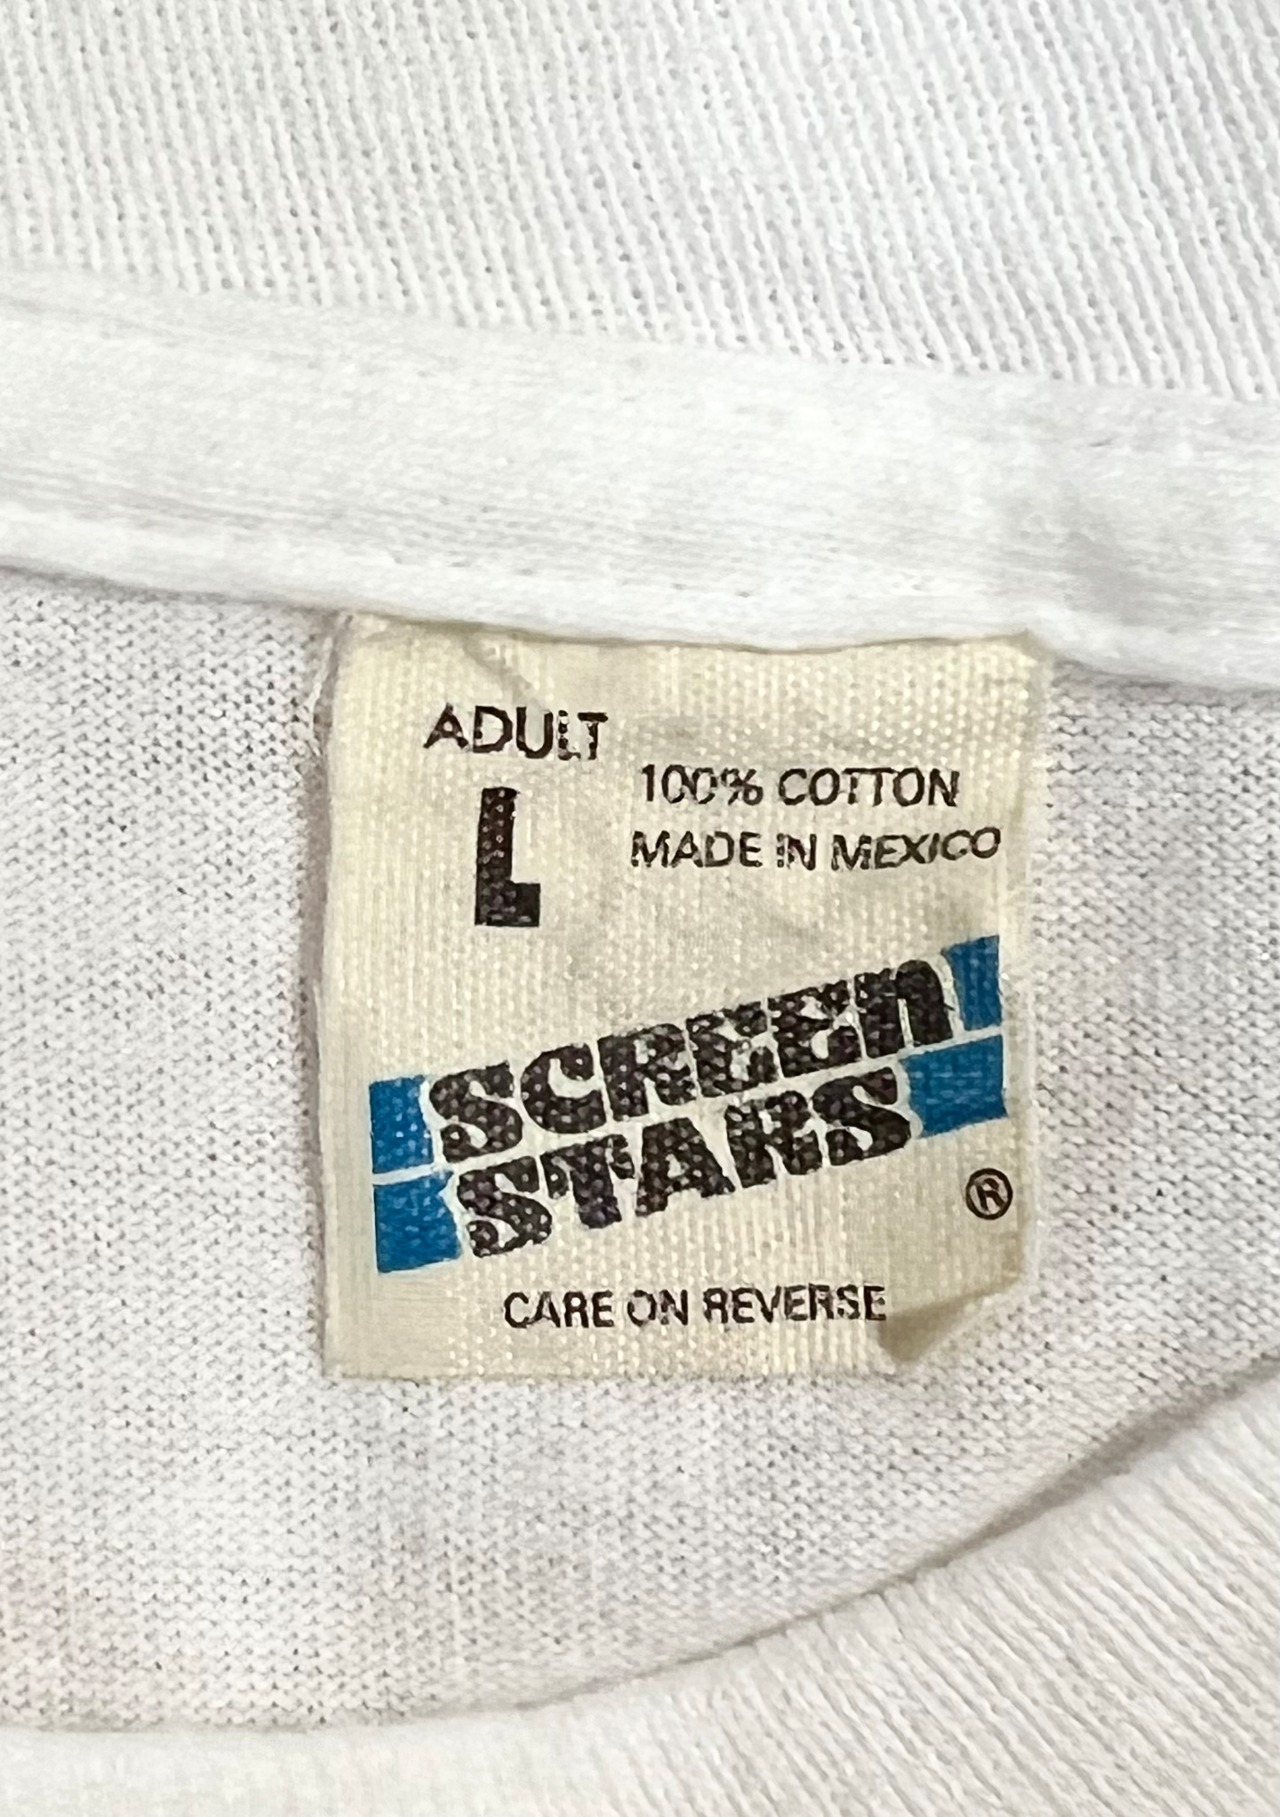 ADULT
L
100% COTTON
MADE IN MEXICO
SCREEN
STARS
®
CARE ON REVERSE